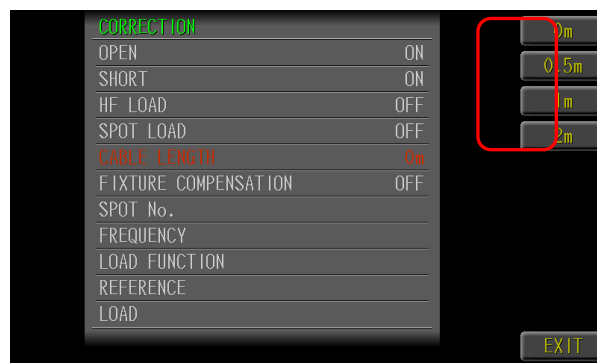 CORRECTION
OPEN ON
SHORT ON
HF LOAD OFF
SPOT LOAD OFF
CABLE LENGTH 0m
FIXTURE COMPENSATION OFF
SPOT No.
FREQUENCY
LOAD FUNCTION
REFERENCE
LOAD
0m
0.5m
1m
2m
EXIT